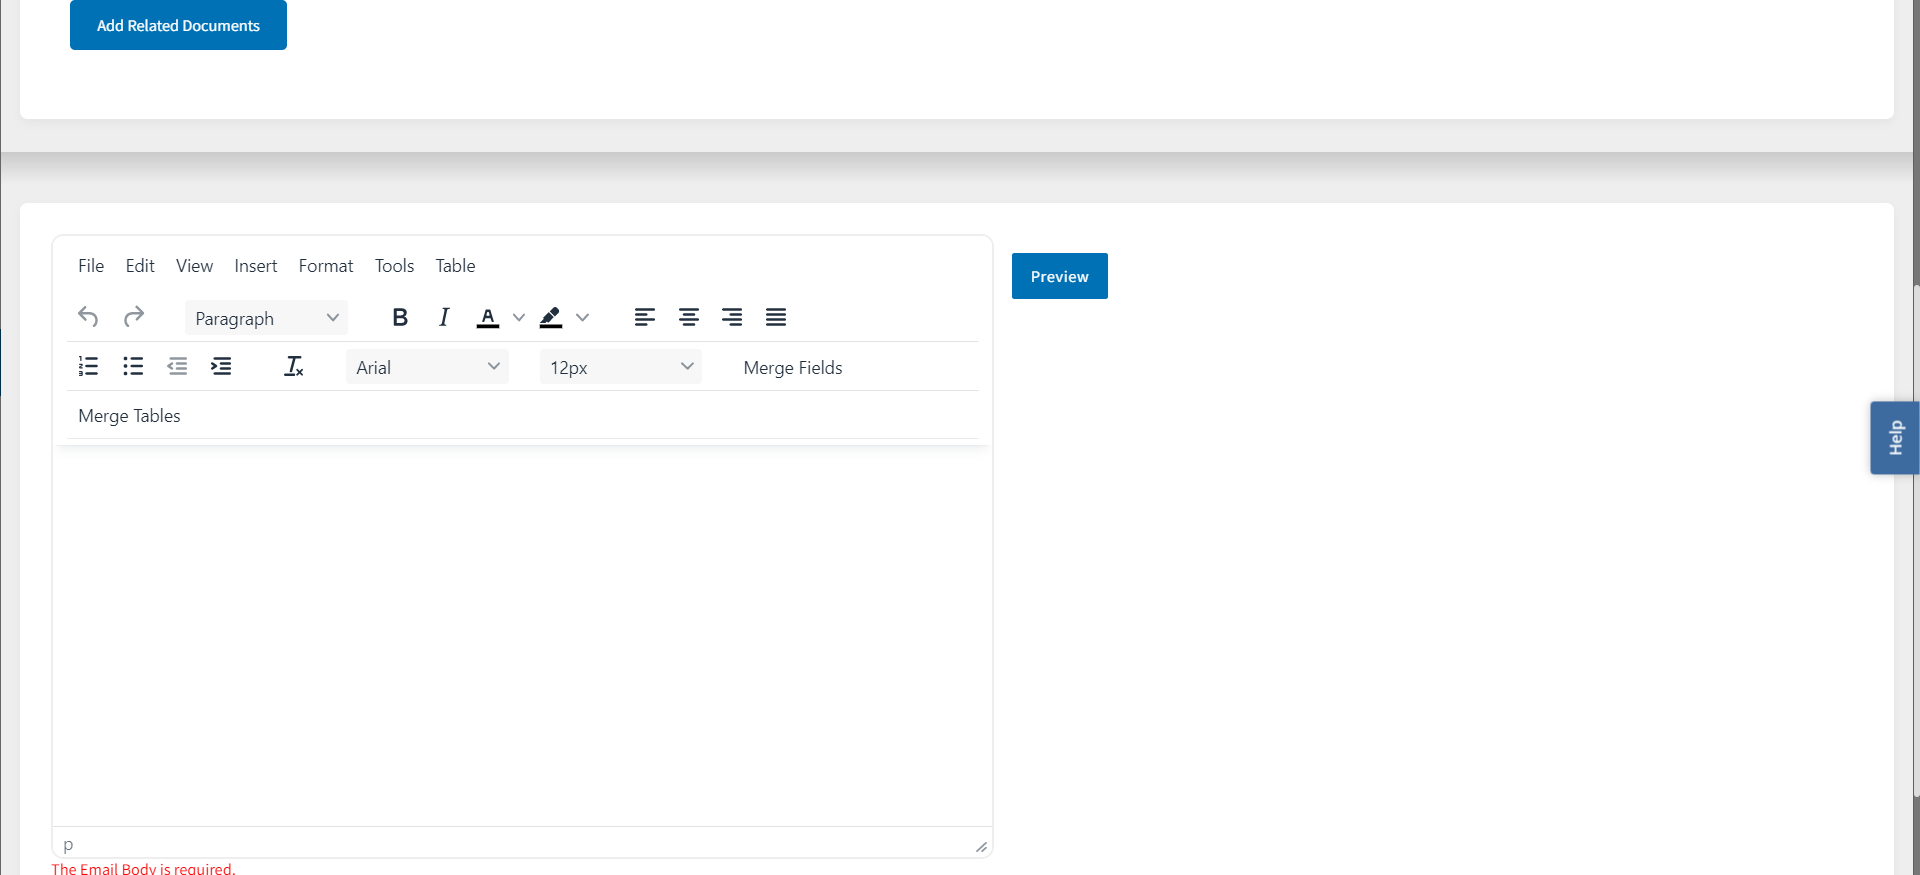 Add Related Documents
File Edit View Insert Format Tools Table
Preview
Paragraph B I A
Arial 12px Merge Fields
Merge Tables
Help
p
The Email Body is required.